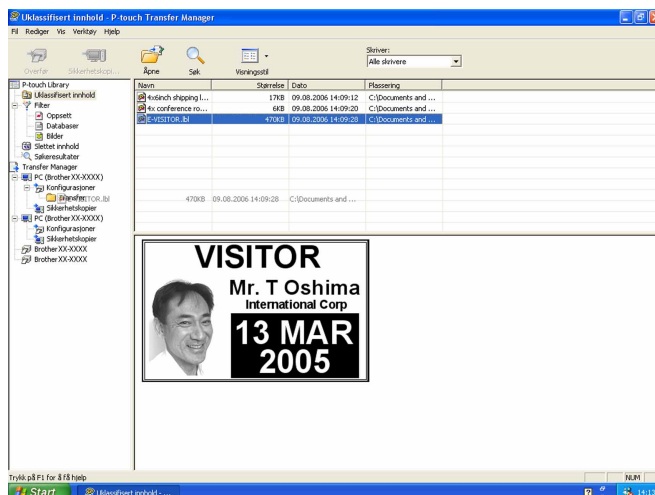 Uklassifisert innhold - P-touch Transfer Manager
Fil Rediger Vis Verktøy Hjelp
Overfør Sikkerhetskopi... Åpne Søk Visningsstil
Skriver:
Alle skrivere
P-touch Library
Uklassifisert innhold
Filter
Oppsett
Databaser
Bilder
Slettet innhold
Søkeresultater
Transfer Manager
PC (Brother XX-XXXX)
Konfigurasjoner
Sikkerhetskopier
PC (Brother XX-XXXX)
Konfigurasjoner
Sikkerhetskopier
Brother XX-XXXX
Brother XX-XXXX
Navn Størrelse Dato Plassering
4x6inch shipping l... 17KB 09.08.2006 14:09:12 C:\Documents and ...
4x conference ro... 6KB 09.08.2006 14:09:20 C:\Documents and ...
E-VISITOR.lbl 470KB 09.08.2006 14:09:28 C:\Documents and ...
470KB 09.08.2006 14:09:28 C:\Documents and ...
VISITOR
Mr. T Oshima
International Corp
13 MAR
2005
Trykk på F1 for å få hjelp
NUM
Start Uklassifisert innhold - ...